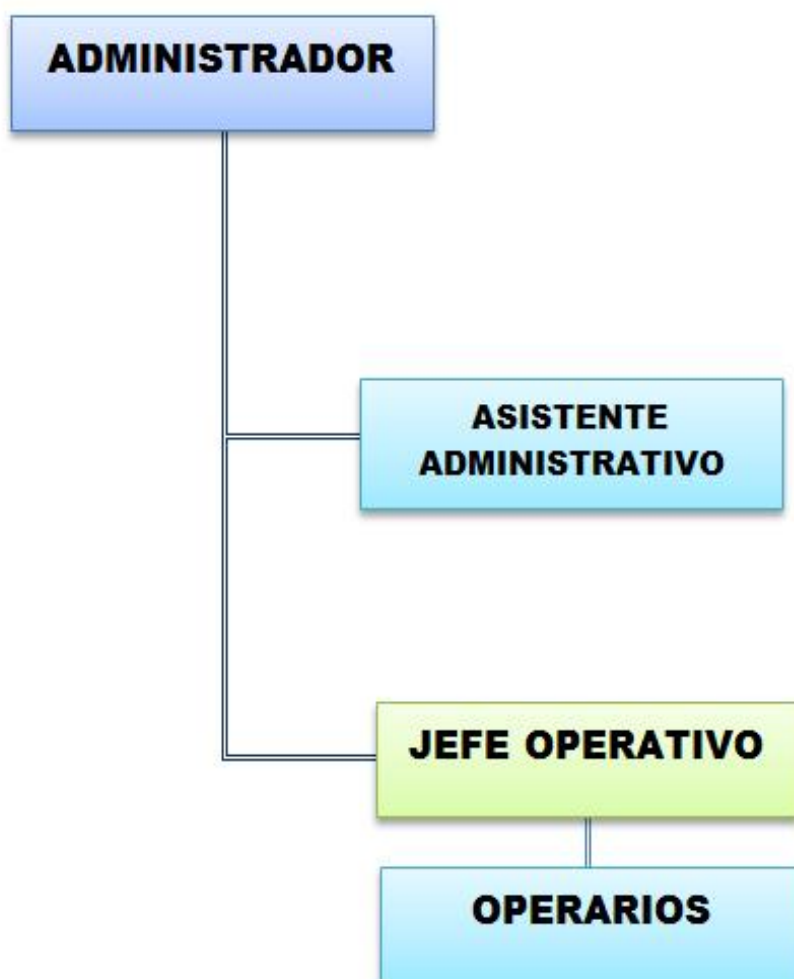 ADMINISTRADOR
ASISTENTE
ADMINISTRATIVO
JEFE OPERATIVO
OPERARIOS